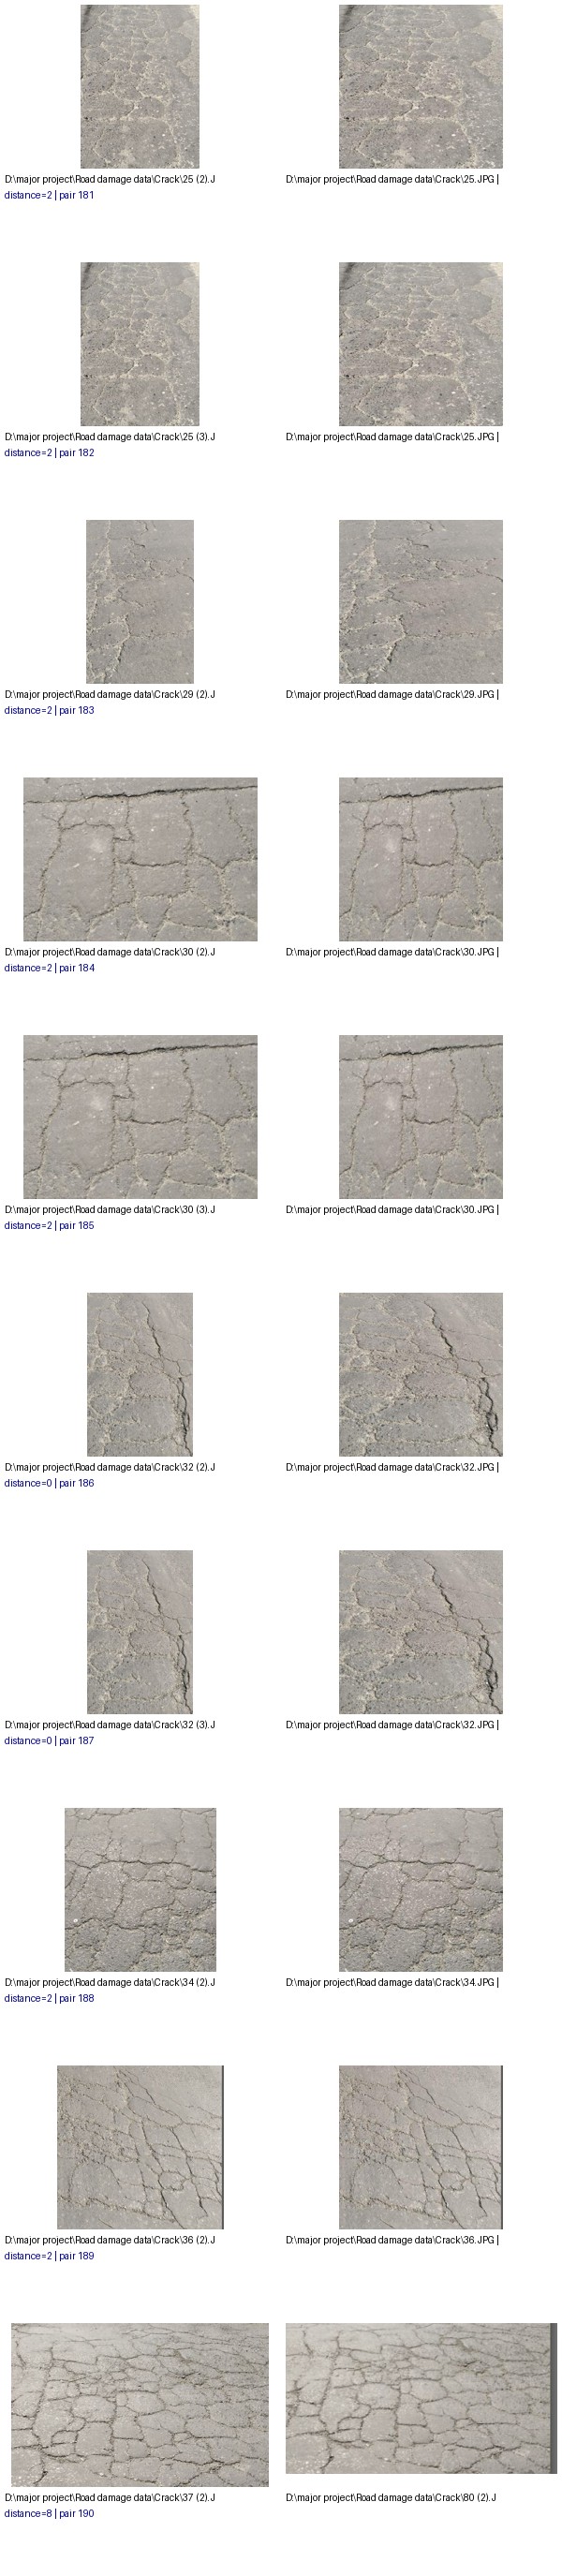 D:\major project\Road damage data\Crack\25 (2).J
D:\major project\Road damage data\Crack\25.JPG |
distance=2 | pair 181
D:\major project\Road damage data\Crack\25 (3).J
D:\major project\Road damage data\Crack\25.JPG |
distance=2 | pair 182
D:\major project\Road damage data\Crack\29 (2).J
D:\major project\Road damage data\Crack\29.JPG |
distance=2 | pair 183
D:\major project\Road damage data\Crack\30 (2).J
D:\major project\Road damage data\Crack\30.JPG |
distance=2 | pair 184
D:\major project\Road damage data\Crack\30 (3).J
D:\major project\Road damage data\Crack\30.JPG |
distance=2 | pair 185
D:\major project\Road damage data\Crack\32 (2).J
D:\major project\Road damage data\Crack\32.JPG |
distance=0 | pair 186
D:\major project\Road damage data\Crack\32 (3).J
D:\major project\Road damage data\Crack\32.JPG |
distance=0 | pair 187
D:\major project\Road damage data\Crack\34 (2).J
D:\major project\Road damage data\Crack\34.JPG |
distance=2 | pair 188
D:\major project\Road damage data\Crack\36 (2).J
D:\major project\Road damage data\Crack\36.JPG |
distance=2 | pair 189
D:\major project\Road damage data\Crack\37 (2).J
D:\major project\Road damage data\Crack\80 (2).J
distance=8 | pair 190